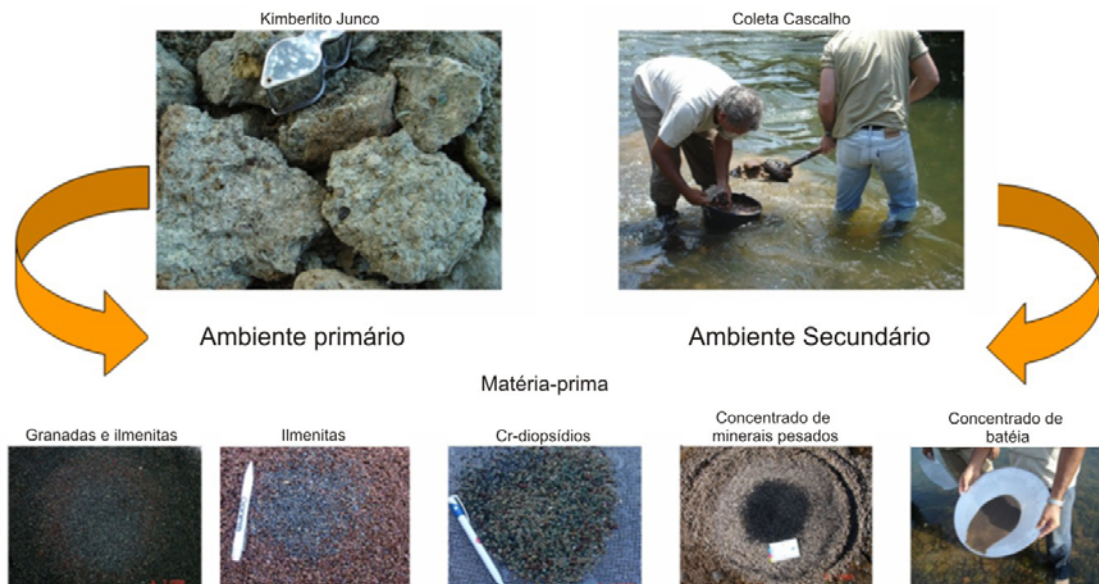 Kimberlito Junco
Coleta Cascalho
Ambiente primário
Ambiente Secundário
Matéria-prima
Granadas e ilmenitas
Ilmenitas
Cr-diopsídios
Concentrado de
minerais pesados
Concentrado de
batéia